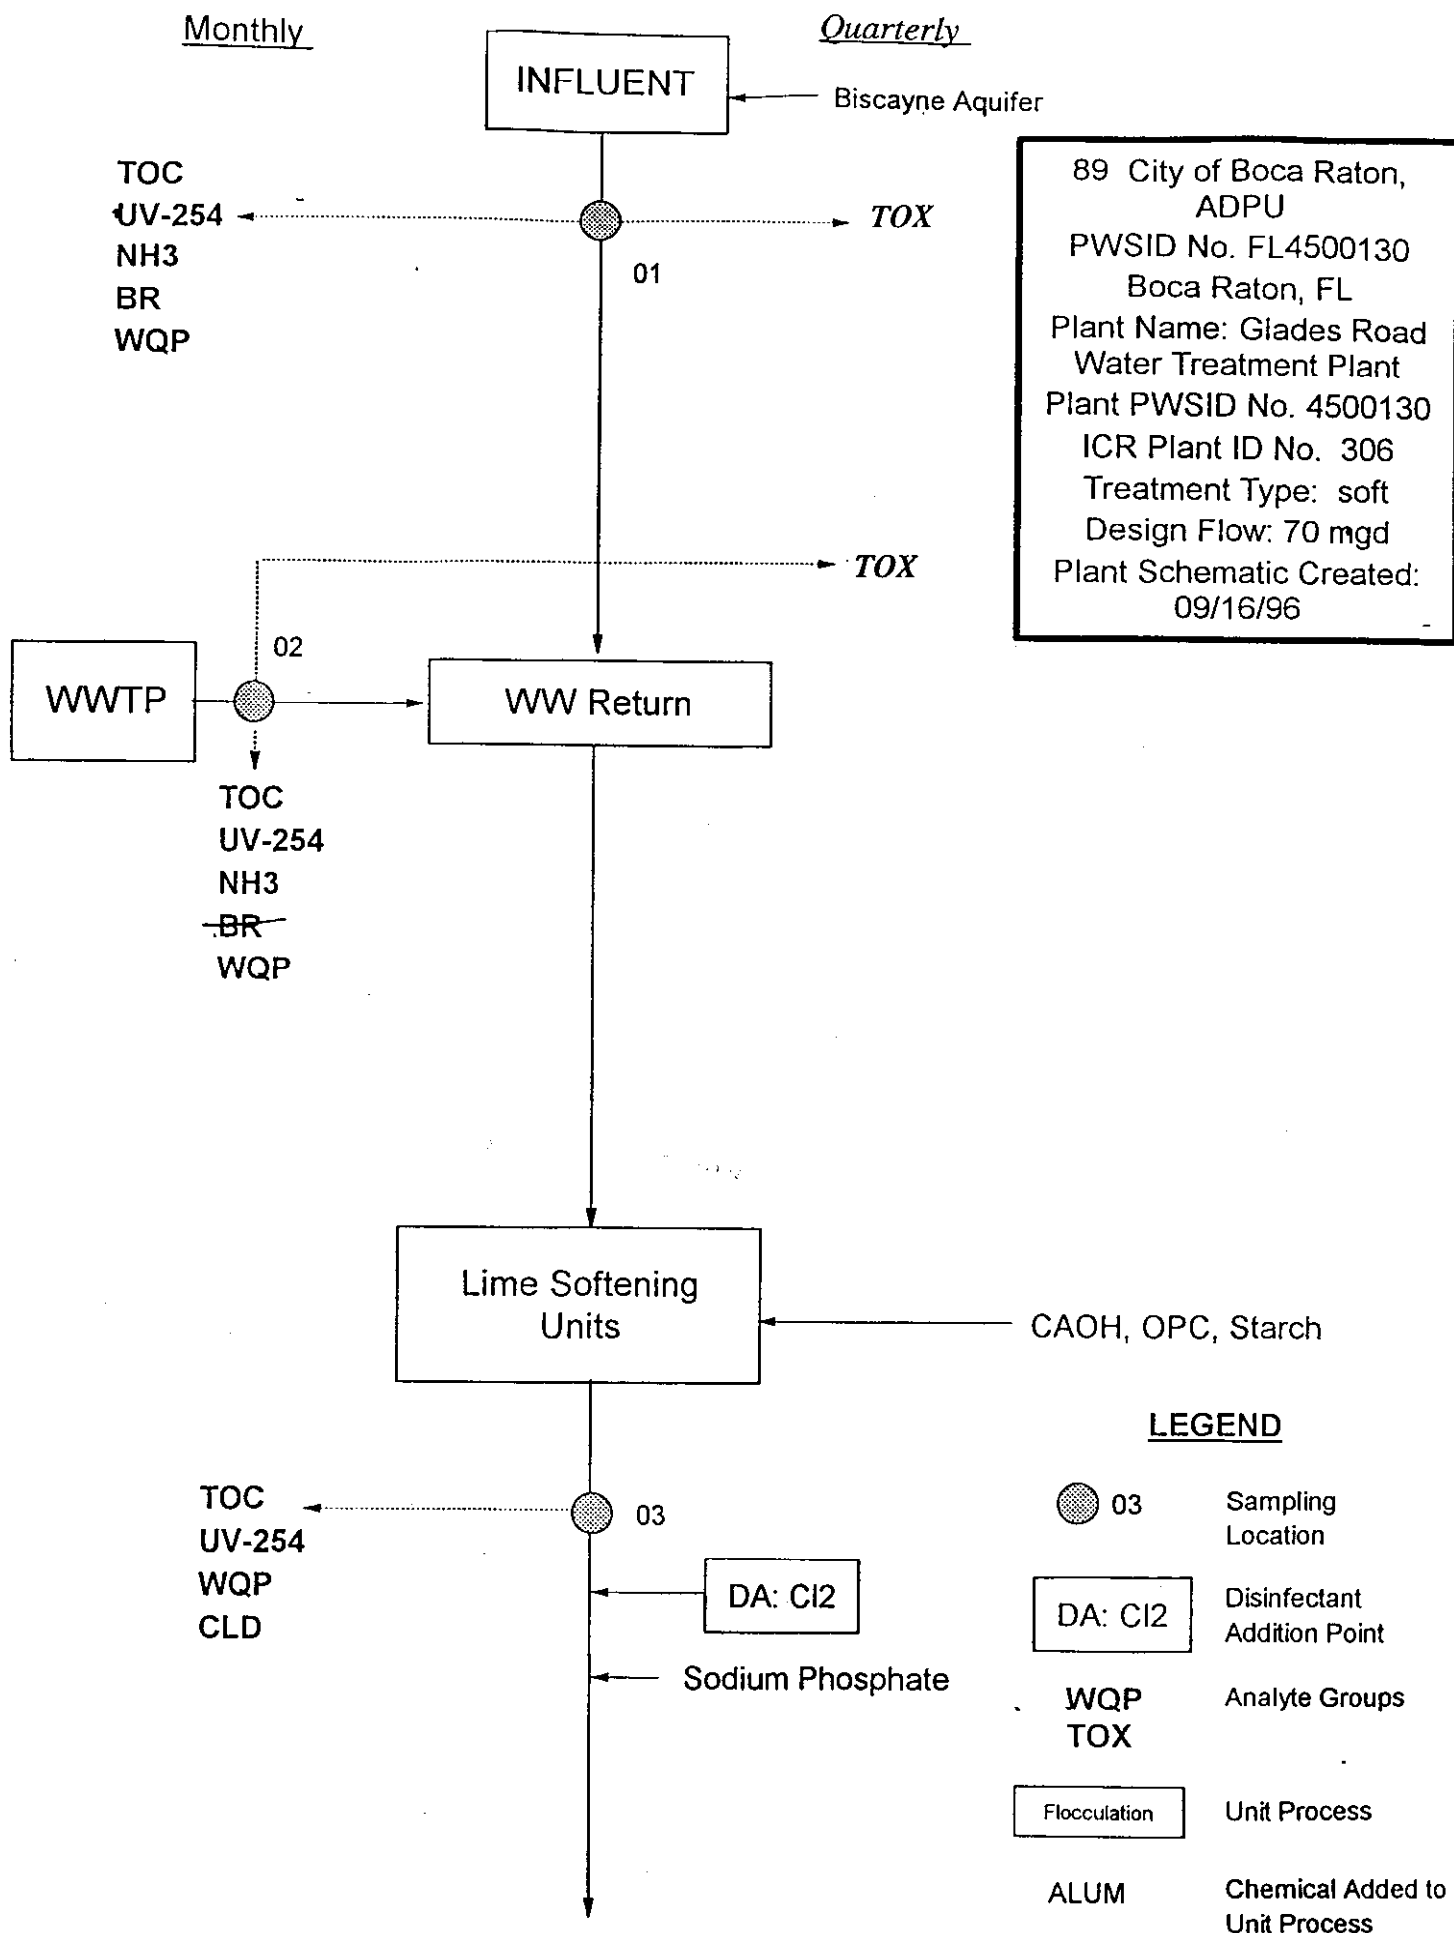 Monthly
Quarterly
INFLUENT
Biscayne Aquifer
TOC
UV-254
NH3
BR
WQP
TOX
01
89 City of Boca Raton,
ADPU
PWSID No. FL4500130
Boca Raton, FL
Plant Name: Glades Road
Water Treatment Plant
Plant PWSID No. 4500130
ICR Plant ID No. 306
Treatment Type: soft
Design Flow: 70 mgd
Plant Schematic Created:
09/16/96
TOX
02
WWTP
WW Return
TOC
UV-254
NH3
BR
WQP
Lime Softening
Units
CAOH, OPC, Starch
TOC
UV-254
WQP
CLD
03
DA: Cl2
Sodium Phosphate
LEGEND
03
Sampling
Location
DA: Cl2
Disinfectant
Addition Point
WQP
TOX
Analyte Groups
Flocculation
Unit Process
ALUM
Chemical Added to
Unit Process